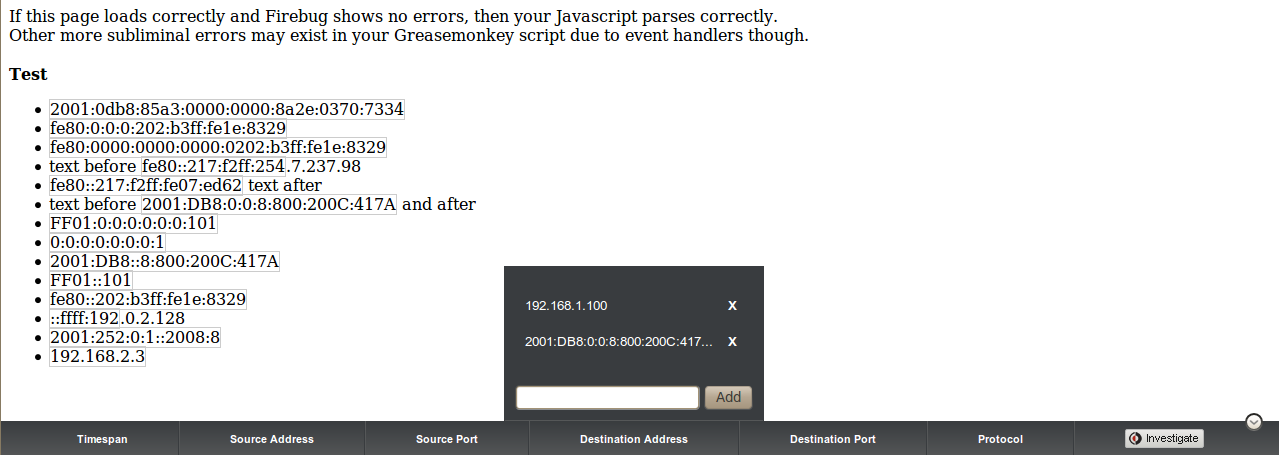 If this page loads correctly and Firebug shows no errors, then your Javascript parses correctly.
Other more subliminal errors may exist in your Greasemonkey script due to event handlers though.
Test
2001:0db8:85a3:0000:0000:8a2e:0370:7334
fe80:0:0:0:202:b3ff:fe1e:8329
fe80:0000:0000:0000:0202:b3ff:fe1e:8329
text before fe80::217:f2ff:254.7.237.98
fe80::217:f2ff:fe07:ed62 text after
text before 2001:DB8:0:0:8:800:200C:417A and after
FF01:0:0:0:0:0:0:101
0:0:0:0:0:0:0:1
2001:DB8::8:800:200C:417A
FF01::101
fe80::202:b3ff:fe1e:8329
::ffff:192.0.2.128
2001:252:0:1::2008:8
192.168.2.3
192.168.1.100 X
2001:DB8:0:0:8:800:200C:417... X
Add
Timespan Source Address Source Port Destination Address Destination Port Protocol Investigate